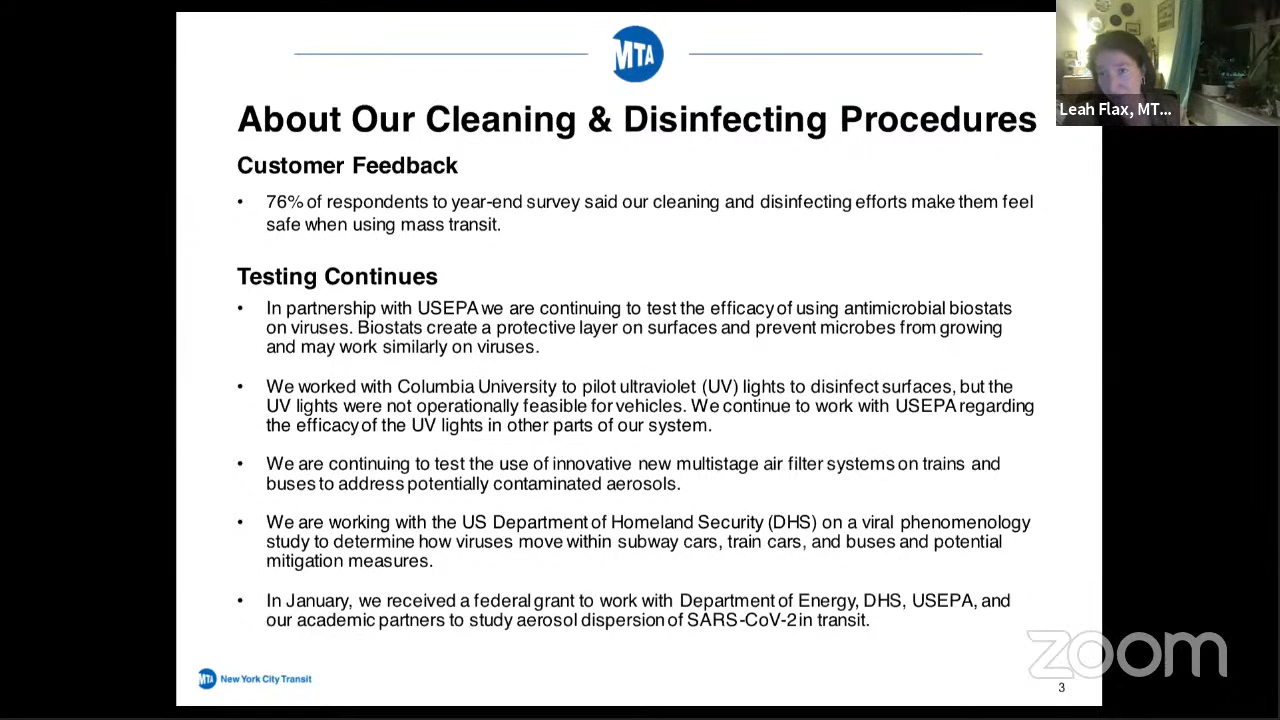 MTA
Leah Flax, MT...
About Our Cleaning & Disinfecting Procedures
Customer Feedback
• 76% of respondents to year-end survey said our cleaning and disinfecting efforts make them feel
safe when using mass transit.
Testing Continues
• In partnership with USEPA we are continuing to test the efficacy of using antimicrobial biostats
on viruses. Biostats create a protective layer on surfaces and prevent microbes from growing
and may work similarly on viruses.
• We worked with Columbia University to pilot ultraviolet (UV) lights to disinfect surfaces, but the
UV lights were not operationally feasible for vehicles. We continue to work with USEPA regarding
the efficacy of the UV lights in other parts of our system.
• We are continuing to test the use of innovative new multistage air filter systems on trains and
buses to address potentially contaminated aerosols.
• We are working with the US Department of Homeland Security (DHS) on a viral phenomenology
study to determine how viruses move within subway cars, train cars, and buses and potential
mitigation measures.
• In January, we received a federal grant to work with Department of Energy, DHS, USEPA, and
our academic partners to study aerosol dispersion of SARS-CoV-2 in transit.
zoom
MTA New York City Transit
3